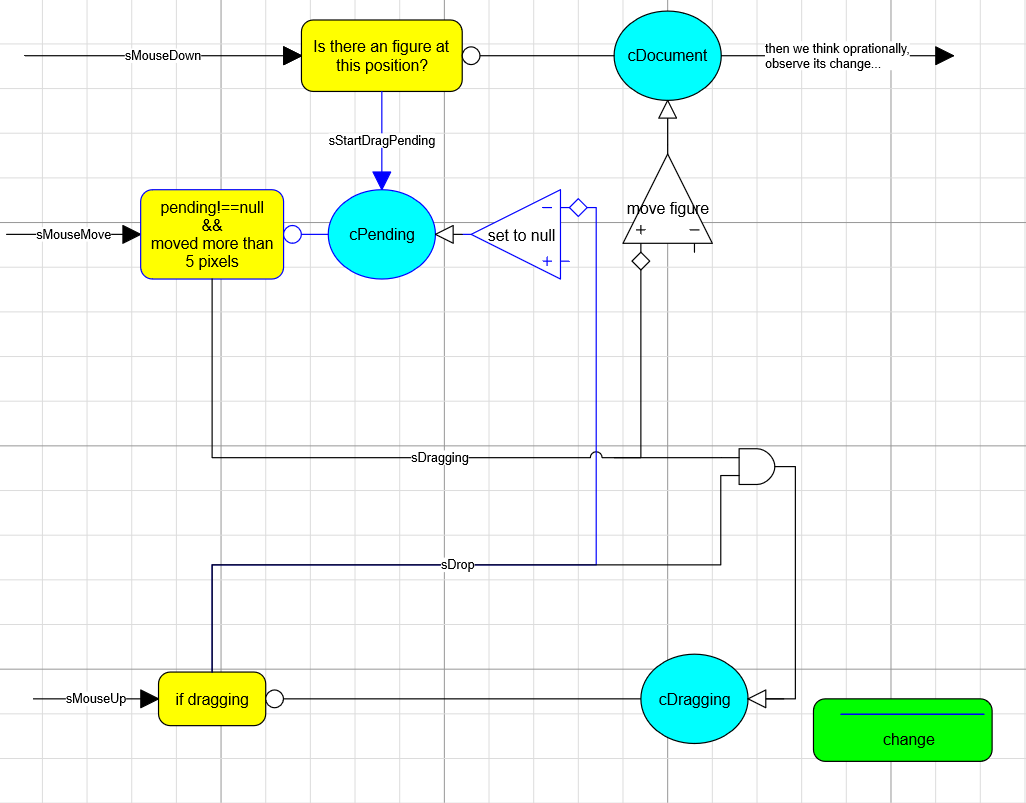 sMouseDown
Is there an figure at
this position?
cDocument
then we think oprationally,
observe its change...
sStartDragPending
sMouseMove
pending!==null
&&
moved more than
5 pixels
cPending
set to null
−
+
−
move figure
+
−
sDragging
sDrop
sMouseUp
if dragging
cDragging
change